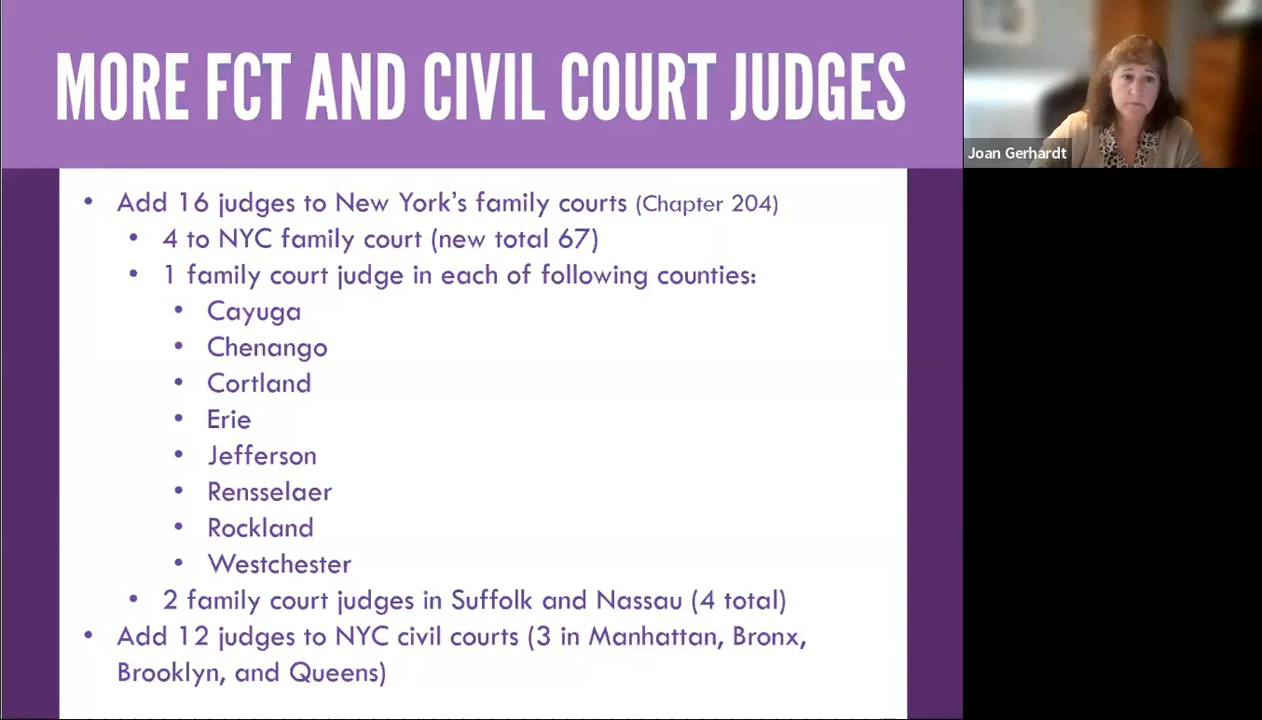 MORE FCT AND CIVIL COURT JUDGES
Joan Gerhardt
• Add 16 judges to New York’s family courts (Chapter 204)
• 4 to NYC family court (new total 67)
• 1 family court judge in each of following counties:
• Cayuga
• Chenango
• Cortland
• Erie
• Jefferson
• Rensselaer
• Rockland
• Westchester
• 2 family court judges in Suffolk and Nassau (4 total)
• Add 12 judges to NYC civil courts (3 in Manhattan, Bronx,
Brooklyn, and Queens)